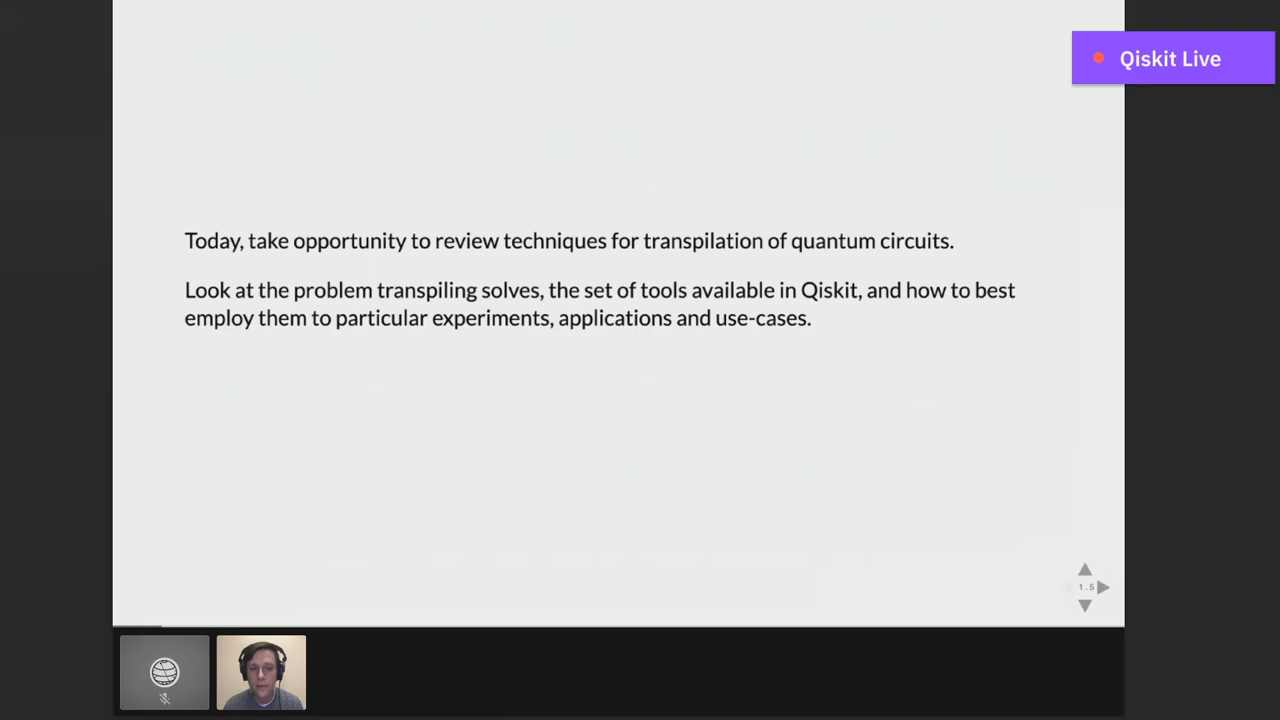 Qiskit Live
Today, take opportunity to review techniques for transpilation of quantum circuits.
Look at the problem transpiling solves, the set of tools available in Qiskit, and how to best
employ them to particular experiments, applications and use-cases.
1.5